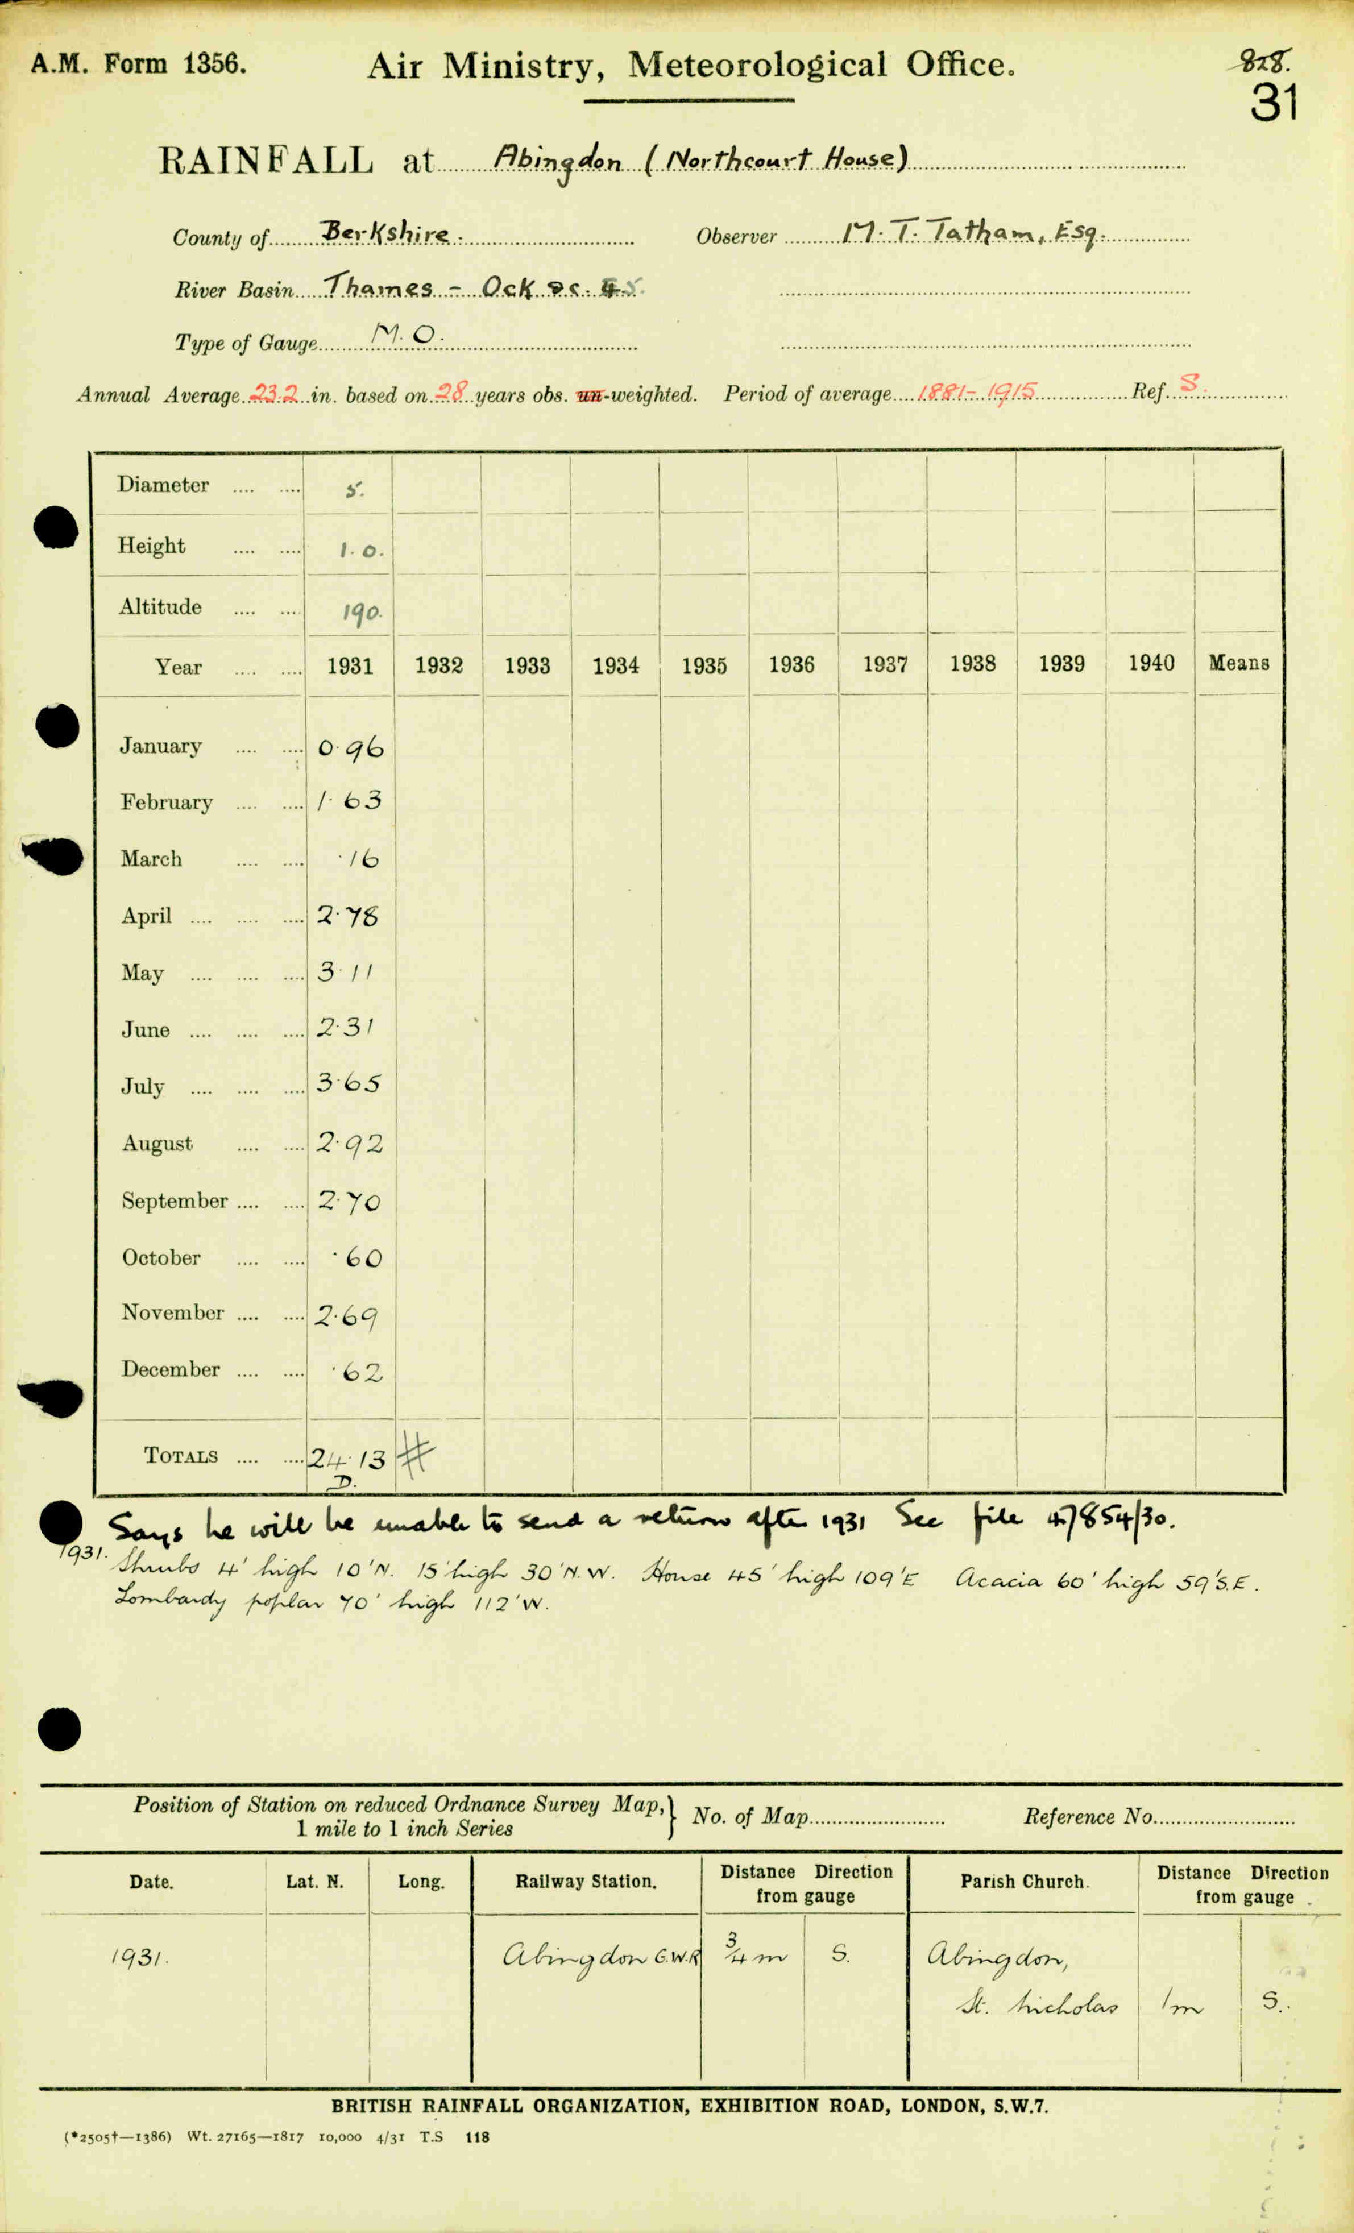 A.M. Form 1356. Air Ministry, Meteorological Office. 828.
31
RAINFALL at Abingdon (Northcourt House)
County of Berkshire. Observer M. T. Tatham, Esq.
River Basin Thames - Ock
Type of Gauge M.O.
Annual Average 23.2 in. based on 28 years obs. un-weighted. Period of average 1881-1915 Ref. S.
Diameter .... .... 5.
Height .... .... 1.0.
Altitude .... .... 190.
Year .... .... 1931 1932 1933 1934 1935 1936 1937 1938 1939 1940 Means
January .... .... 0.96
February .... .... 1.63
March .... .... .16
April .... .... .... 2.78
May .... .... .... 3.11
June .... .... .... 2.31
July .... .... .... 3.65
August .... .... 2.92
September .... .... 2.70
October .... .... .60
November .... .... 2.69
December .... .... .62
TOTALS .... .... 24.13 #
D.
Says he will be unable to send a return after 1931 See file 47854/30.
1931. Shrubs 4' high 10'N. 15' high 30'N.W. House 45' high 109'E Acacia 60' high 59'S.E.
Lombardy poplar 70' high 112'W.
Position of Station on reduced Ordnance Survey Map, } No. of Map Reference No.
1 mile to 1 inch Series
Date. Lat. N. Long. Railway Station. Distance Direction from gauge Parish Church. Distance Direction from gauge
1931. Abingdon G.W.R 3/4 m S. Abingdon,
St. Nicholas 1m S.
BRITISH RAINFALL ORGANIZATION, EXHIBITION ROAD, LONDON, S.W.7.
(*2505†—1386) Wt. 27165—1817 10,000 4/31 T.S 118